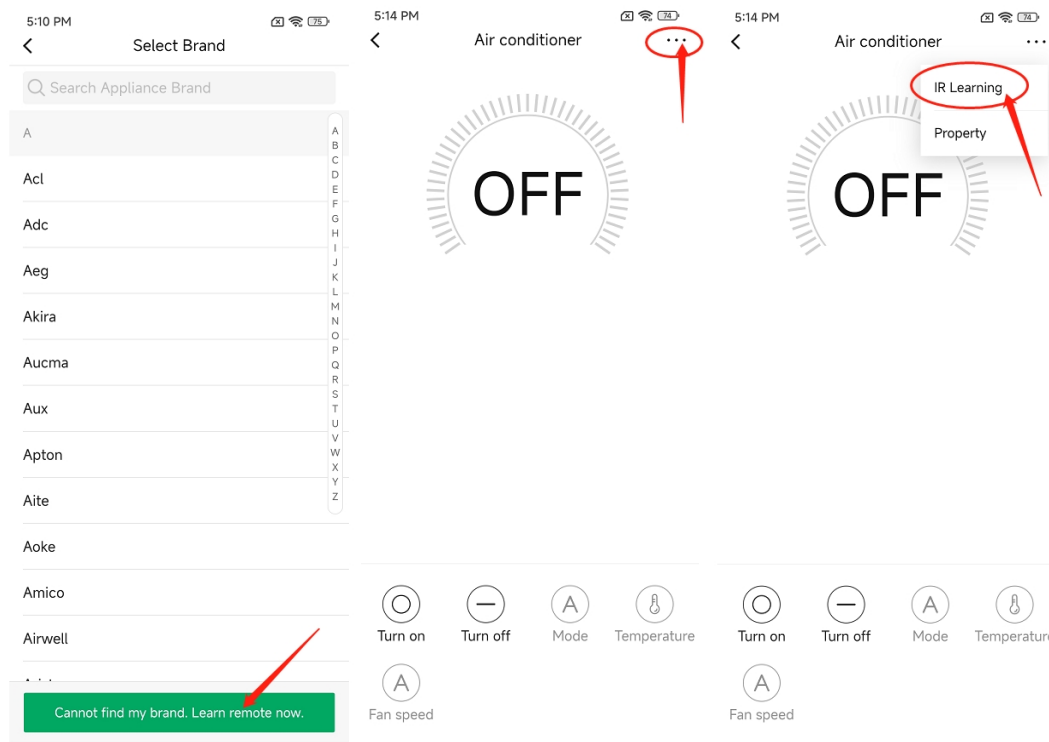 5:10 PM
75
Select Brand
Search Appliance Brand
A
Acl
Adc
Aeg
Akira
Aucma
Aux
Apton
Aite
Aoke
Amico
Airwell
A
B
C
D
E
F
G
H
I
J
K
L
M
N
O
P
Q
R
S
T
U
V
W
X
Y
Z
Cannot find my brand. Learn remote now.
5:14 PM
74
Air conditioner
OFF
Turn on
Turn off
Mode
Temperature
A
A
Fan speed
5:14 PM
74
Air conditioner
IR Learning
Property
OFF
A
Turn on
Turn off
Mode
Temperature
A
Fan speed